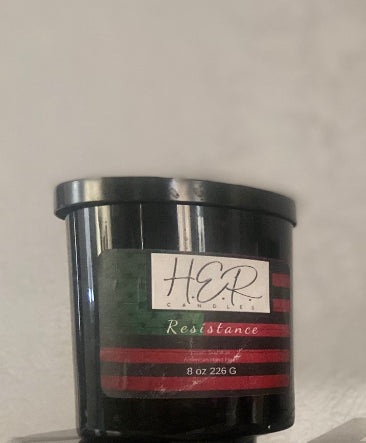 H.E.R.
CANDLES
Resistance
8 oz 226 G